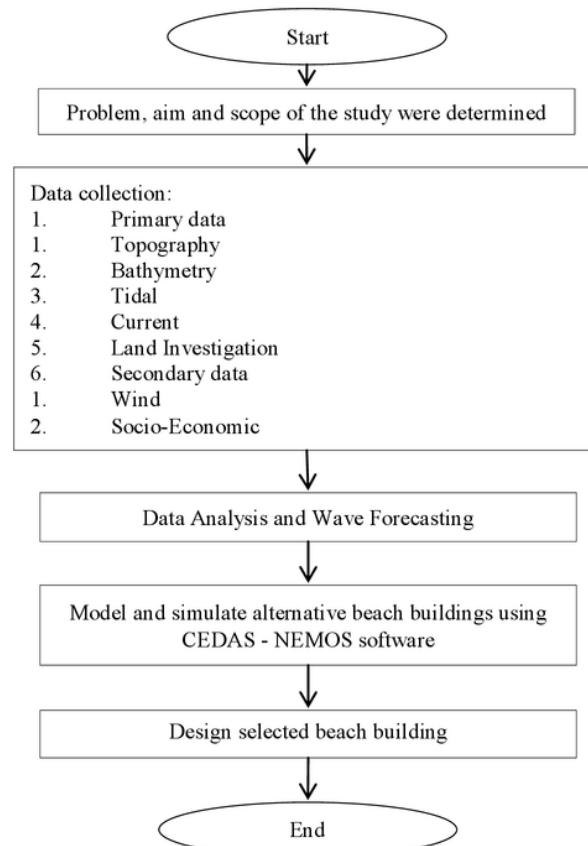 Start
Problem, aim and scope of the study were determined
Data collection:
1. Primary data
1. Topography
2. Bathymetry
3. Tidal
4. Current
5. Land Investigation
6. Secondary data
1. Wind
2. Socio-Economic
Data Analysis and Wave Forecasting
Model and simulate alternative beach buildings using
CEDAS - NEMOS software
Design selected beach building
End